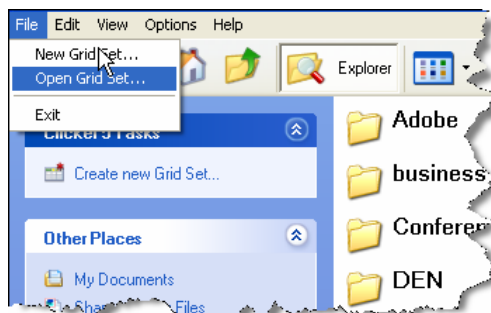 File Edit View Options Help
New Grid Set...
Open Grid Set...
Exit
Explorer
Clicker 5 Tasks
Create new Grid Set...
Other Places
My Documents
Files
Adobe
business
DEN